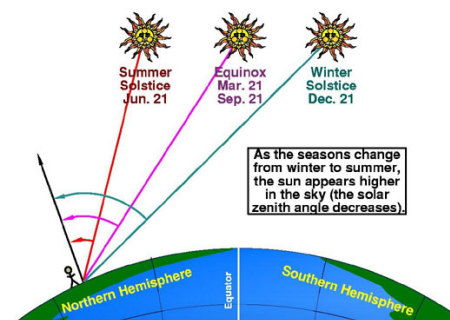 Summer
Solstice
Jun. 21
Equinox
Mar. 21
Sep. 21
Winter
Solstice
Dec. 21
As the seasons change
from winter to summer,
the sun appears higher
in the sky (the solar
zenith angle decreases).
Northern Hemisphere
Equator
Southern Hemisphere